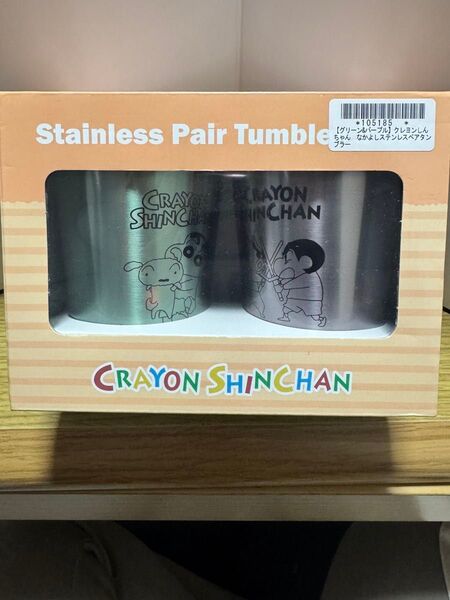 *105185 *
【グリーン&パープル】クレヨンしん
ちゃん なかよしステンレスペアタン
ブラー
Stainless Pair Tumble
CRAYON
SHINCHAN
CRAYON
SHINCHAN
CRAYON SHINCHAN